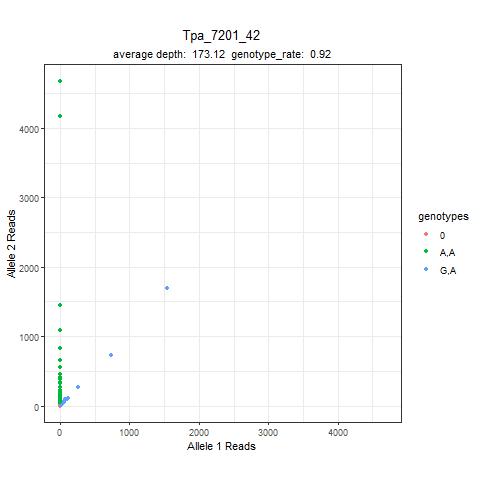 Tpa_7201_42
average depth:  173.12  genotype_rate:  0.92
Allele 2 Reads
4000
3000
2000
1000
0
0 1000 2000 3000 4000
Allele 1 Reads
genotypes
0
A,A
G,A